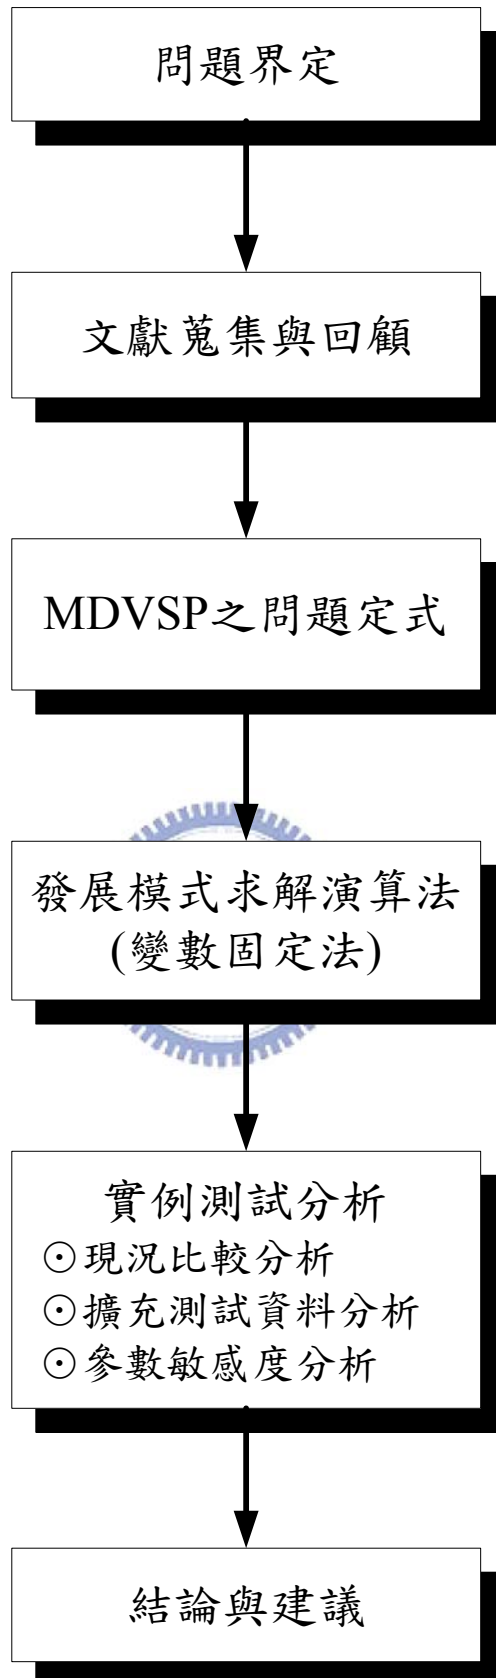 問題界定
文獻蒐集與回顧
MDVSP之問題定式
發展模式求解演算法
(變數固定法)
實例測試分析
⊙現況比較分析
⊙擴充測試資料分析
⊙參數敏感度分析
結論與建議